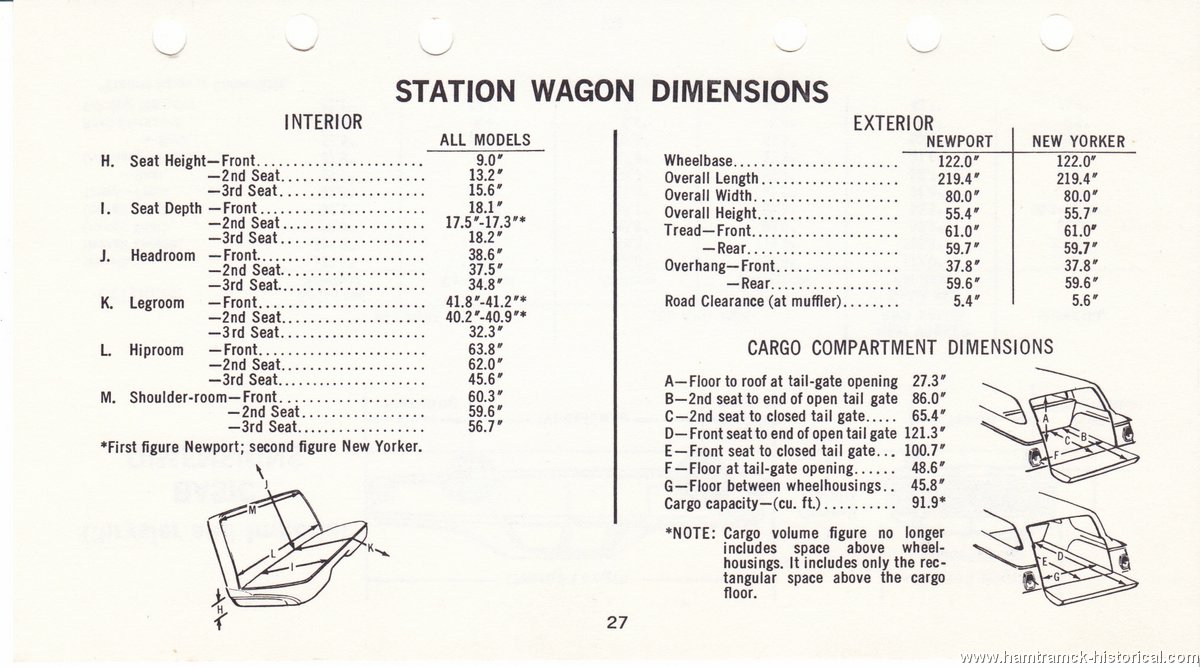 STATION WAGON DIMENSIONS
INTERIOR
ALL MODELS
H. Seat Height—Front....................... 9.0″
—2nd Seat.................... 13.2″
—3rd Seat.................... 15.6″
I. Seat Depth —Front....................... 18.1″
—2nd Seat.................... 17.5″-17.3″*
—3rd Seat.................... 18.2″
J. Headroom —Front....................... 38.6″
—2nd Seat.................... 37.5″
—3rd Seat.................... 34.8″
K. Legroom —Front....................... 41.8″-41.2″*
—2nd Seat.................... 40.2″-40.9″*
—3rd Seat.................... 32.3″
L. Hiproom —Front....................... 63.8″
—2nd Seat.................... 62.0″
—3rd Seat.................... 45.6″
M. Shoulder-room—Front.................... 60.3″
—2nd Seat................. 59.6″
—3rd Seat................. 56.7″
*First figure Newport; second figure New Yorker.
J
M
L
K
I
H
EXTERIOR
NEWPORT NEW YORKER
Wheelbase....................... 122.0″ 122.0″
Overall Length................... 219.4″ 219.4″
Overall Width.................... 80.0″ 80.0″
Overall Height................... 55.4″ 55.7″
Tread—Front.................... 61.0″ 61.0″
—Rear..................... 59.7″ 59.7″
Overhang—Front................. 37.8″ 37.8″
—Rear.................. 59.6″ 59.6″
Road Clearance (at muffler)........ 5.4″ 5.6″
CARGO COMPARTMENT DIMENSIONS
A—Floor to roof at tail-gate opening 27.3″
B—2nd seat to end of open tail gate 86.0″
C—2nd seat to closed tail gate..... 65.4″
D—Front seat to end of open tail gate 121.3″
E—Front seat to closed tail gate... 100.7″
F—Floor at tail-gate opening...... 48.6″
G—Floor between wheelhousings.. 45.8″
Cargo capacity—(cu. ft.).......... 91.9*
*NOTE: Cargo volume figure no longer
includes space above wheel-
housings. It includes only the rec-
tangular space above the cargo
floor.
A
C B
F
D
E
G
27
www.hamtramck-historical.com